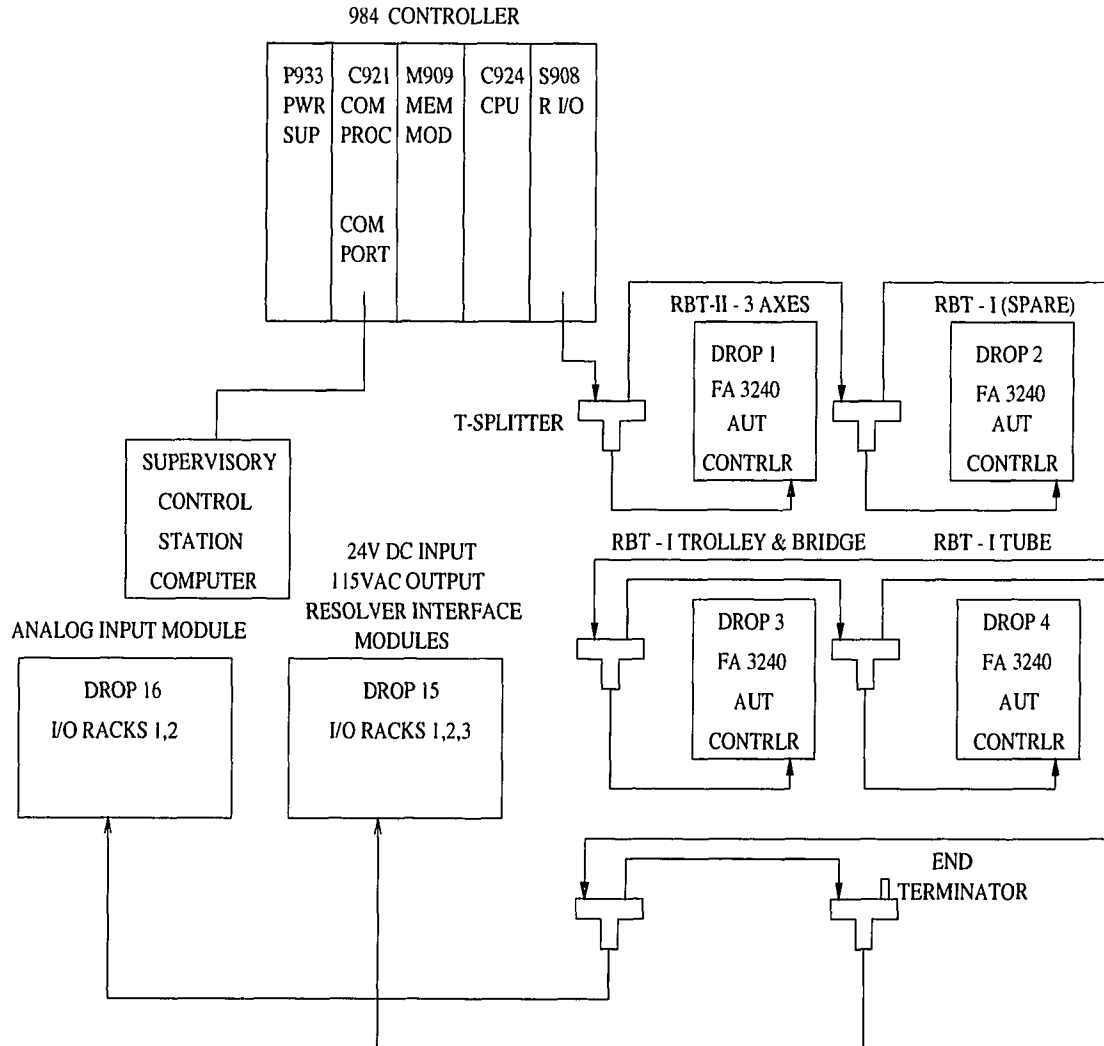 984 CONTROLLER
P933
PWR
SUP
C921
COM
PROC
COM
PORT
M909
MEM
MOD
C924
CPU
S908
R I/O
RBT-II - 3 AXES
RBT - I (SPARE)
DROP 1
FA 3240
AUT
CONTRLR
DROP 2
FA 3240
AUT
CONTRLR
T-SPLITTER
SUPERVISORY
CONTROL
STATION
COMPUTER
RBT - I TROLLEY & BRIDGE
RBT - I TUBE
24V DC INPUT
115VAC OUTPUT
RESOLVER INTERFACE
MODULES
ANALOG INPUT MODULE
DROP 3
FA 3240
AUT
CONTRLR
DROP 4
FA 3240
AUT
CONTRLR
DROP 16
I/O RACKS 1,2
DROP 15
I/O RACKS 1,2,3
END
TERMINATOR